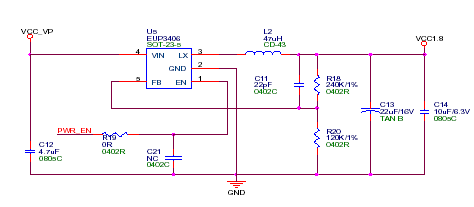 VCC_VP
U5
EUP3406
SOT-23-5
4
VIN
LX
3
GND
2
5
FB
EN
1
L2
47uH
CD-43
VCC1.8
C11
22pF
0402C
R18
240K/1%
0402R
C13
22uF/16V
TAN B
C14
10uF/6.3V
0805C
PWR_EN
R19
0R
0402R
C21
NC
0402C
R20
120K/1%
0402R
C12
4.7uF
0805C
GND